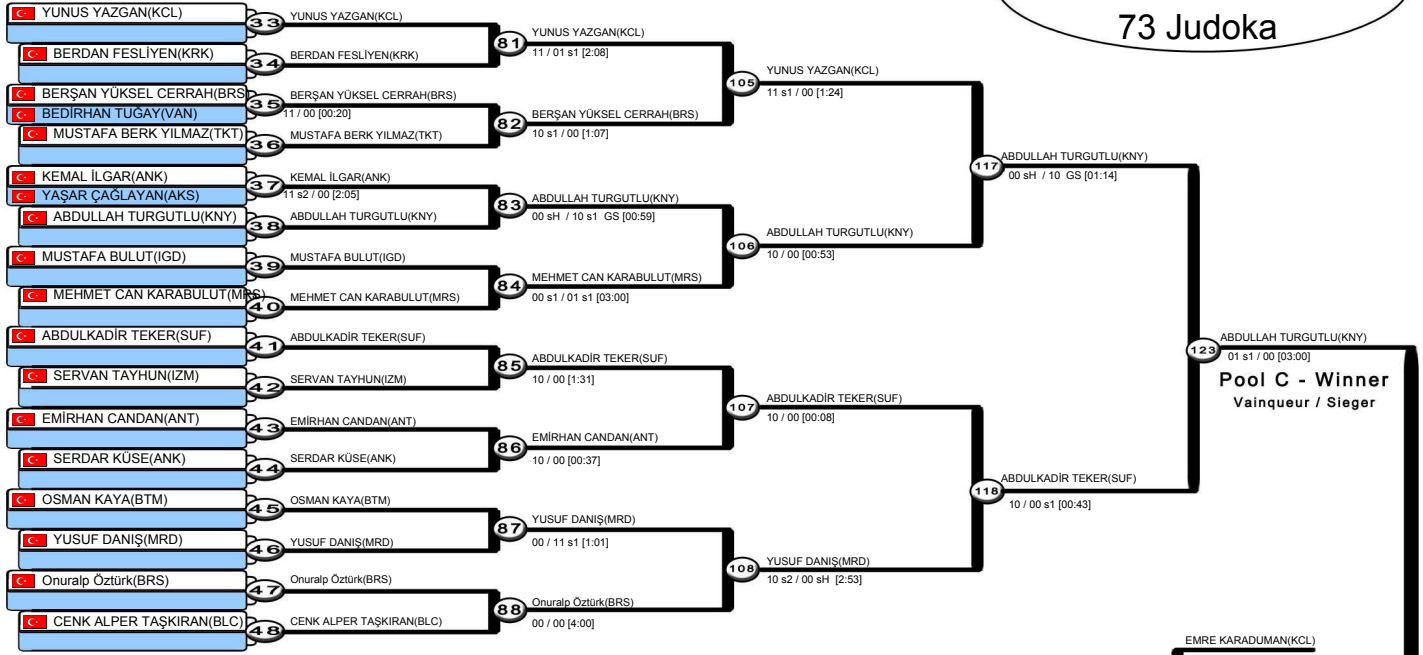 73 Judoka
YUNUS YAZGAN(KCL)
BERDAN FESLİYEN(KRK)
BERŞAN YÜKSEL CERRAH(BRS)
BEDİRHAN TUĞAY(VAN)
MUSTAFA BERK YILMAZ(TKT)
KEMAL İLGAR(ANK)
YAŞAR ÇAĞLAYAN(AKS)
ABDULLAH TURGUTLU(KNY)
MUSTAFA BULUT(IGD)
MEHMET CAN KARABULUT(MRS)
ABDULKADİR TEKER(SUF)
SERVAN TAYHUN(IZM)
EMİRHAN CANDAN(ANT)
SERDAR KÜSE(ANK)
OSMAN KAYA(BTM)
YUSUF DANIŞ(MRD)
Onuralp Öztürk(BRS)
CENK ALPER TAŞKIRAN(BLC)
33 YUNUS YAZGAN(KCL)
34 BERDAN FESLİYEN(KRK)
35 BERŞAN YÜKSEL CERRAH(BRS)
11 / 00 [00:20]
36 MUSTAFA BERK YILMAZ(TKT)
37 KEMAL İLGAR(ANK)
11 s2 / 00 [2:05]
38 ABDULLAH TURGUTLU(KNY)
39 MUSTAFA BULUT(IGD)
40 MEHMET CAN KARABULUT(MRS)
41 ABDULKADİR TEKER(SUF)
42 SERVAN TAYHUN(IZM)
43 EMİRHAN CANDAN(ANT)
44 SERDAR KÜSE(ANK)
45 OSMAN KAYA(BTM)
46 YUSUF DANIŞ(MRD)
47 Onuralp Öztürk(BRS)
48 CENK ALPER TAŞKIRAN(BLC)
81 YUNUS YAZGAN(KCL)
11 / 01 s1 [2:08]
82 BERŞAN YÜKSEL CERRAH(BRS)
10 s1 / 00 [1:07]
83 ABDULLAH TURGUTLU(KNY)
00 sH / 10 s1 GS [00:59]
84 MEHMET CAN KARABULUT(MRS)
00 s1 / 01 s1 [03:00]
85 ABDULKADİR TEKER(SUF)
10 / 00 [1:31]
86 EMİRHAN CANDAN(ANT)
10 / 00 [00:37]
87 YUSUF DANIŞ(MRD)
00 / 11 s1 [1:01]
88 Onuralp Öztürk(BRS)
00 / 00 [4:00]
105 YUNUS YAZGAN(KCL)
11 s1 / 00 [1:24]
106 ABDULLAH TURGUTLU(KNY)
10 / 00 [00:53]
107 ABDULKADİR TEKER(SUF)
10 / 00 [00:08]
108 YUSUF DANIŞ(MRD)
10 s2 / 00 sH [2:53]
117 ABDULLAH TURGUTLU(KNY)
00 sH / 10 GS [01:14]
118 ABDULKADİR TEKER(SUF)
10 / 00 s1 [00:43]
123 ABDULLAH TURGUTLU(KNY)
01 s1 / 00 [03:00]
Pool C - Winner
Vainqueur / Sieger
EMRE KARADUMAN(KCL)